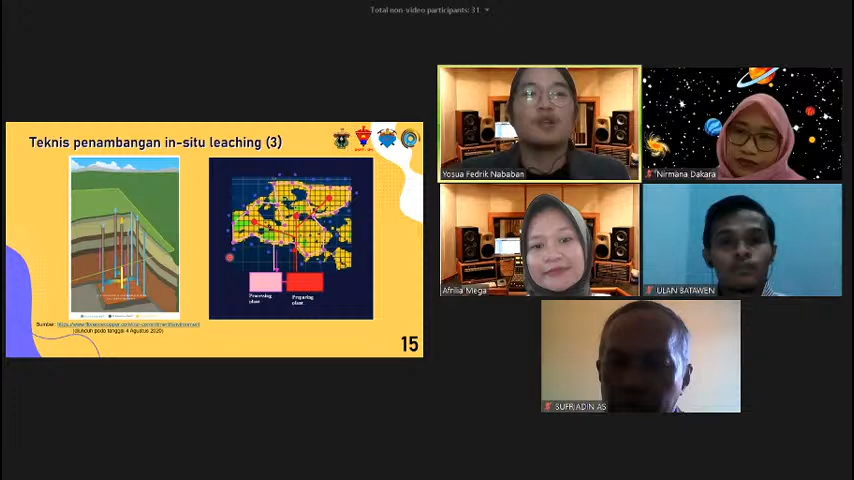 Total non-video participants: 31
Teknis penambangan in-situ leaching (3)
Processing
plant
Preparing
plant
Sumber:
(diunduh pada tanggal 4 Agustus 2020)
15
Yosua Fedrik Nababan
Nirmana Dakara
Afrilia Mega
ULAN BATAWEN
SUFRIADIN AS